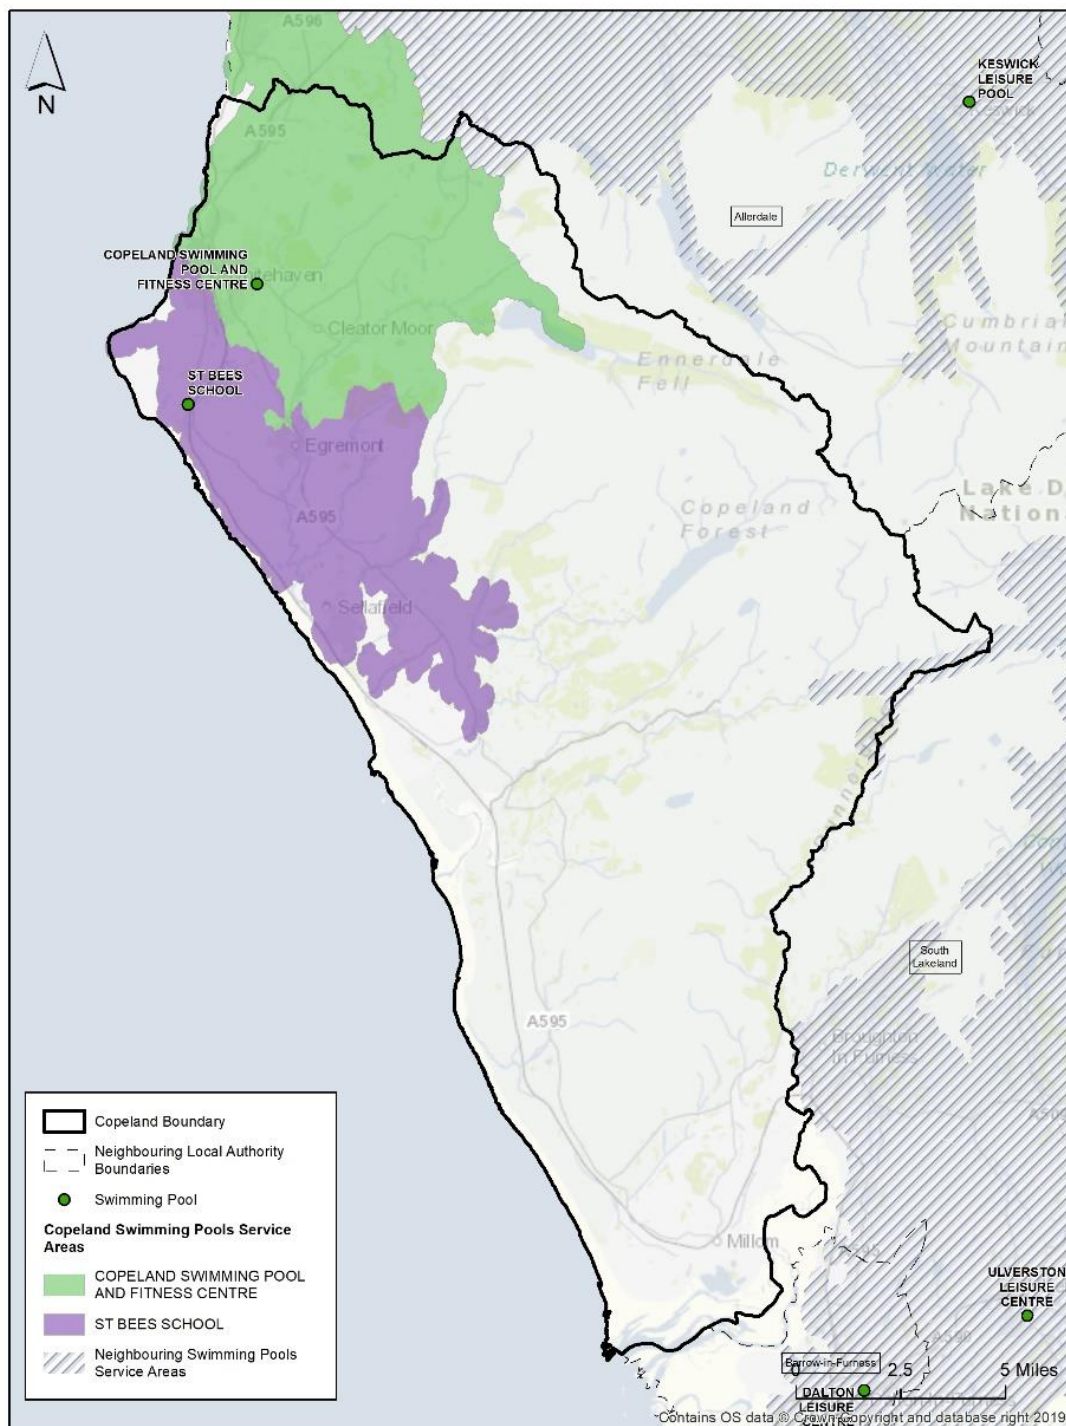 A596
N
KESWICK
LEISURE
POOL
Keswick
A595
Derwent Water
Allerdale
COPELAND SWIMMING
POOL AND
FITNESS CENTRE
Cleator Moor
Cumbrian
Mountain
Ennerdale
Fell
ST BEES
SCHOOL
Egremont
Lake D
Nation
Copeland
Forest
A595
Sellafield
South
Lakeland
A595
Broughton
In Furness
Copeland Boundary
Neighbouring Local Authority
Boundaries
Swimming Pool
Copeland Swimming Pools Service
Areas
COPELAND SWIMMING POOL
AND FITNESS CENTRE
ST BEES SCHOOL
Neighbouring Swimming Pools
Service Areas
Millom
A595
ULVERSTON
LEISURE
CENTRE
Barrow-in-Furness
0 2.5 5 Miles
DALTON
LEISURE
CENTRE
Contains OS data © Crown Copyright and database right 2019